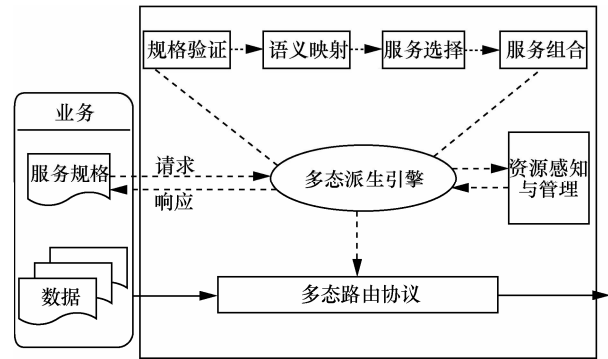 规格验证
语义映射
服务选择
服务组合
业务
服务规格
请求
响应
多态派生引擎
资源感知
与管理
数据
多态路由协议